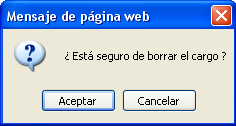 Mensaje de página web
¿ Está seguro de borrar el cargo ?
Aceptar
Cancelar